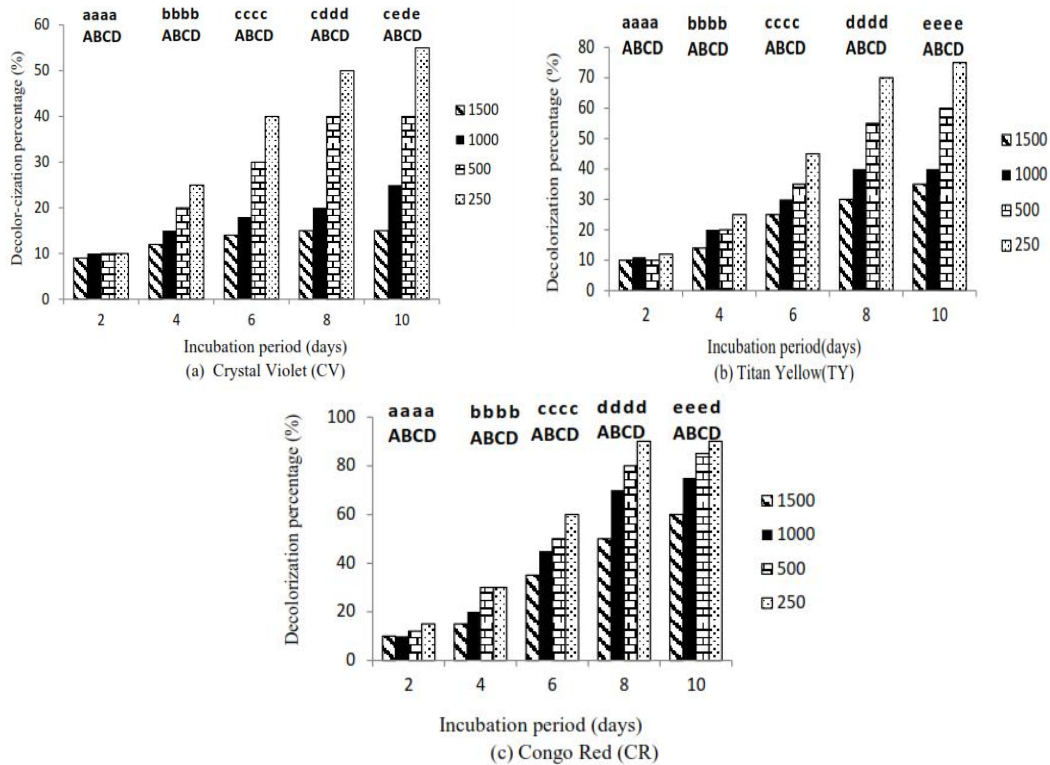 aaaa bbbb cccc cddd cede
ABCD ABCD ABCD ABCD ABCD
Decolor-cization percentage (%)
60
50
40
30
20
10
0
2 4 6 8 10
Incubation period (days)
(a) Crystal Violet (CV)
1500
1000
500
250
aaaa bbbb cccc dddd eeee
ABCD ABCD ABCD ABCD ABCD
Decolorization percentage (%)
80
70
60
50
40
30
20
10
0
2 4 6 8 10
Incubation period(days)
(b) Titan Yellow(TY)
1500
1000
500
250
aaaa bbbb cccc dddd eeed
ABCD ABCD ABCD ABCD ABCD
Decolorization percentage (%)
100
80
60
40
20
0
2 4 6 8 10
Incubation period (days)
(c) Congo Red (CR)
1500
1000
500
250